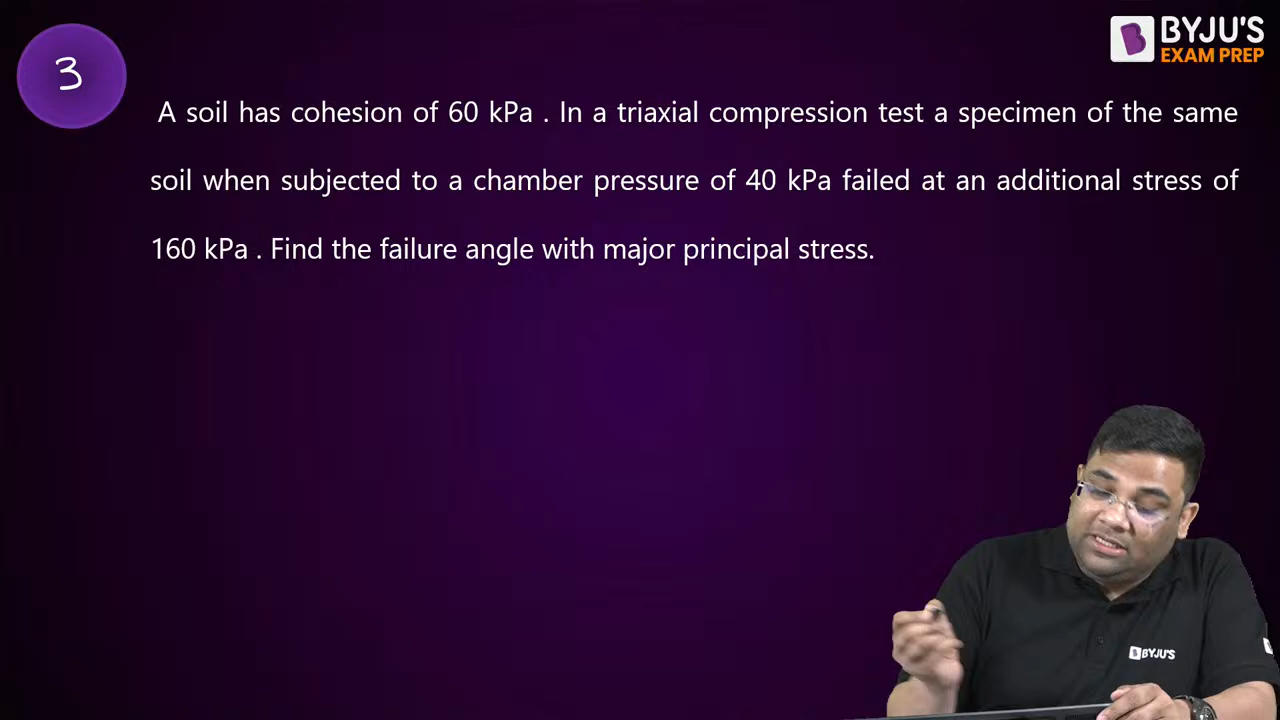 3
BYJU'S
EXAM PREP
A soil has cohesion of 60 kPa . In a triaxial compression test a specimen of the same
soil when subjected to a chamber pressure of 40 kPa failed at an additional stress of
160 kPa . Find the failure angle with major principal stress.
BYJU'S